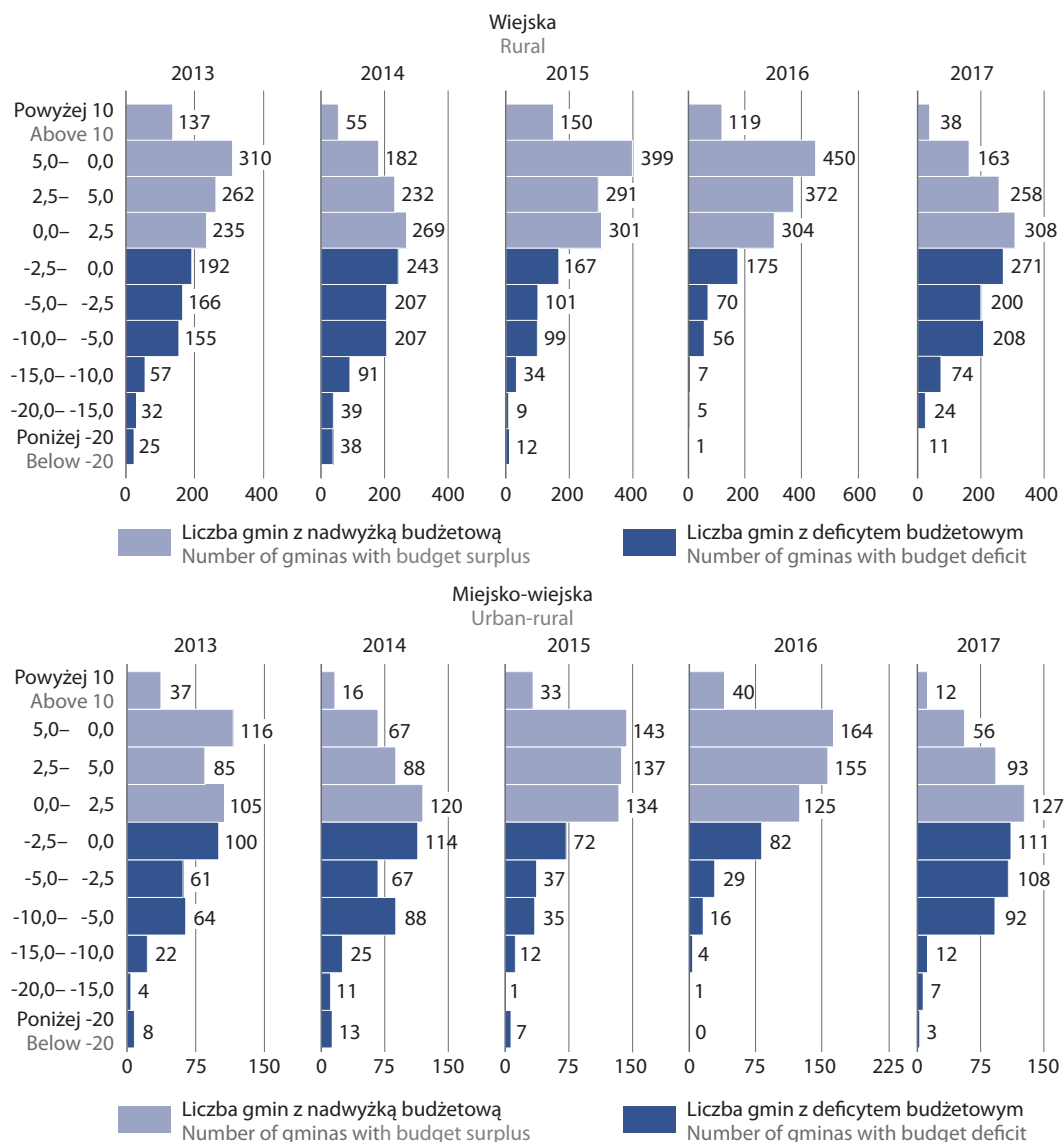 Wiejska
Rural
2013 2014 2015 2016 2017
Powyżej 10
Above 10
137 55 150 119 38
5,0– 0,0 310 182 399 450 163
2,5– 5,0 262 232 291 372 258
0,0– 2,5 235 269 301 304 308
-2,5– 0,0 192 243 167 175 271
-5,0– -2,5 166 207 101 70 200
-10,0– -5,0 155 207 99 56 208
-15,0– -10,0 57 91 34 7 74
-20,0– -15,0 32 39 9 5 24
Poniżej -20
Below -20
25 38 12 1 11
0 200 400 0 200 400 0 200 400 0 200 400 600 0 200 400
Liczba gmin z nadwyżką budżetową Liczba gmin z deficytem budżetowym
Number of gminas with budget surplus Number of gminas with budget deficit
Miejsko-wiejska
Urban-rural
2013 2014 2015 2016 2017
Powyżej 10
Above 10
37 16 33 40 12
5,0– 0,0 116 67 143 164 56
2,5– 5,0 85 88 137 155 93
0,0– 2,5 105 120 134 125 127
-2,5– 0,0 100 114 72 82 111
-5,0– -2,5 61 67 37 29 108
-10,0– -5,0 64 88 35 16 92
-15,0– -10,0 22 25 12 4 12
-20,0– -15,0 4 11 1 1 7
Poniżej -20
Below -20
8 13 7 0 3
0 75 150 0 75 150 0 75 150 0 75 150 225 0 75 150
Liczba gmin z nadwyżką budżetową Liczba gmin z deficytem budżetowym
Number of gminas with budget surplus Number of gminas with budget deficit